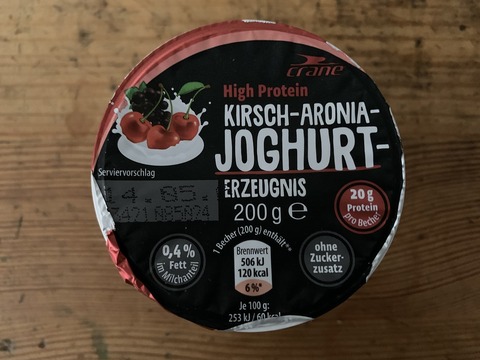 crane
High Protein
KIRSCH-ARONIA-
JOGHURT-
ERZEUGNIS
200 g e
Serviervorschlag
14.05.
20 g
Protein
pro Becher
1 Becher (200 g) enthält**
Brennwert
506 kJ
120 kcal
6%*
0,4%
Fett
im Milchanteil
ohne
Zucker-
zusatz
Je 100 g:
253 kJ / 60 kcal